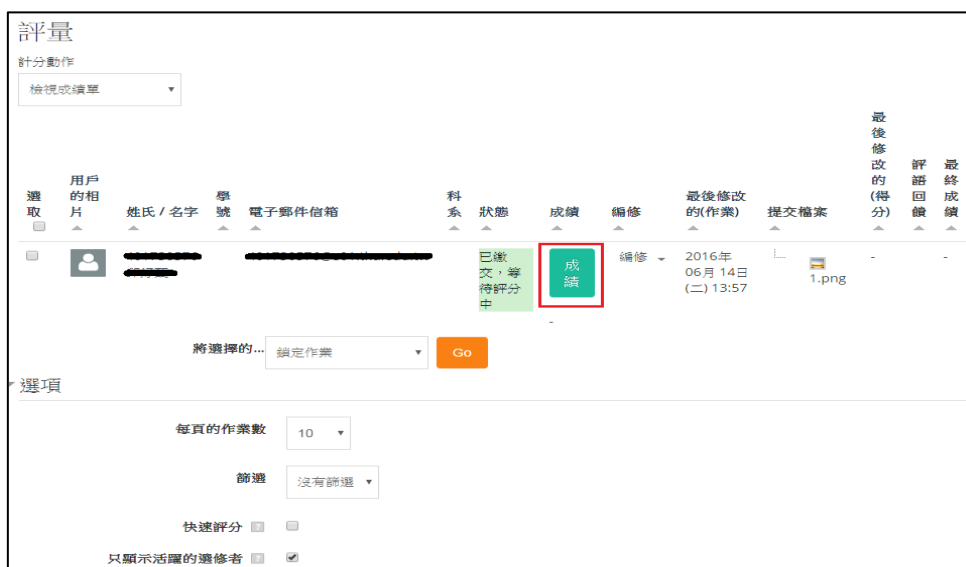 評量
計分動作
檢視成績單
選取
用戶的相片
姓氏 / 名字
學號
電子郵件信箱
科系
狀態
成績
編修
最後修改的(作業)
提交檔案
最後修改的(得分)
評語回饋
最終成績
已繳交，等待評分中
成績
編修
2016年
06月 14日
(二) 13:57
1.png
-
-
-
將選擇的...
鎖定作業
Go
選項
每頁的作業數
10
篩選
沒有篩選
快速評分
?
只顯示活躍的選修者
?